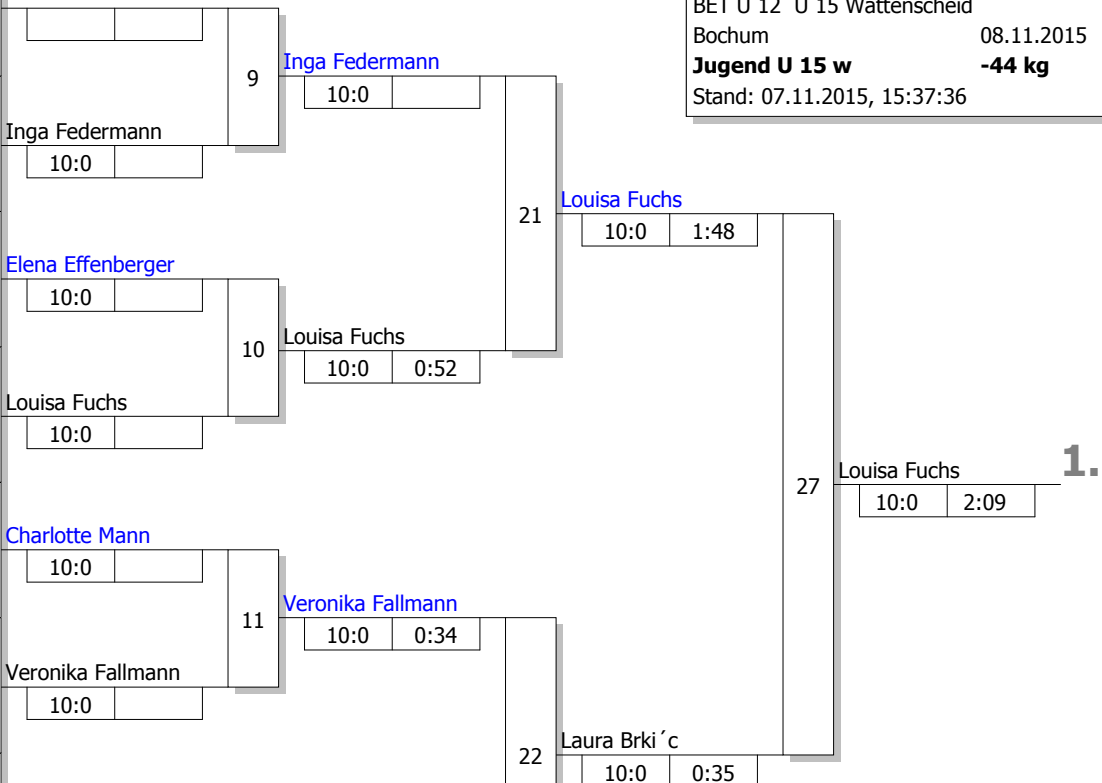 BET U 12 U 15 Wattenscheid
Bochum 08.11.2015
Jugend U 15 w -44 kg
Stand: 07.11.2015, 15:37:36
9
Inga Federmann
10:0
Inga Federmann
10:0
21
Louisa Fuchs
10:0 1:48
Elena Effenberger
10:0
10
Louisa Fuchs
10:0 0:52
Louisa Fuchs
10:0
27
Louisa Fuchs
1.
10:0 2:09
Charlotte Mann
10:0
11
Veronika Fallmann
10:0 0:34
Veronika Fallmann
10:0
22
Laura Brki´c
10:0 0:35